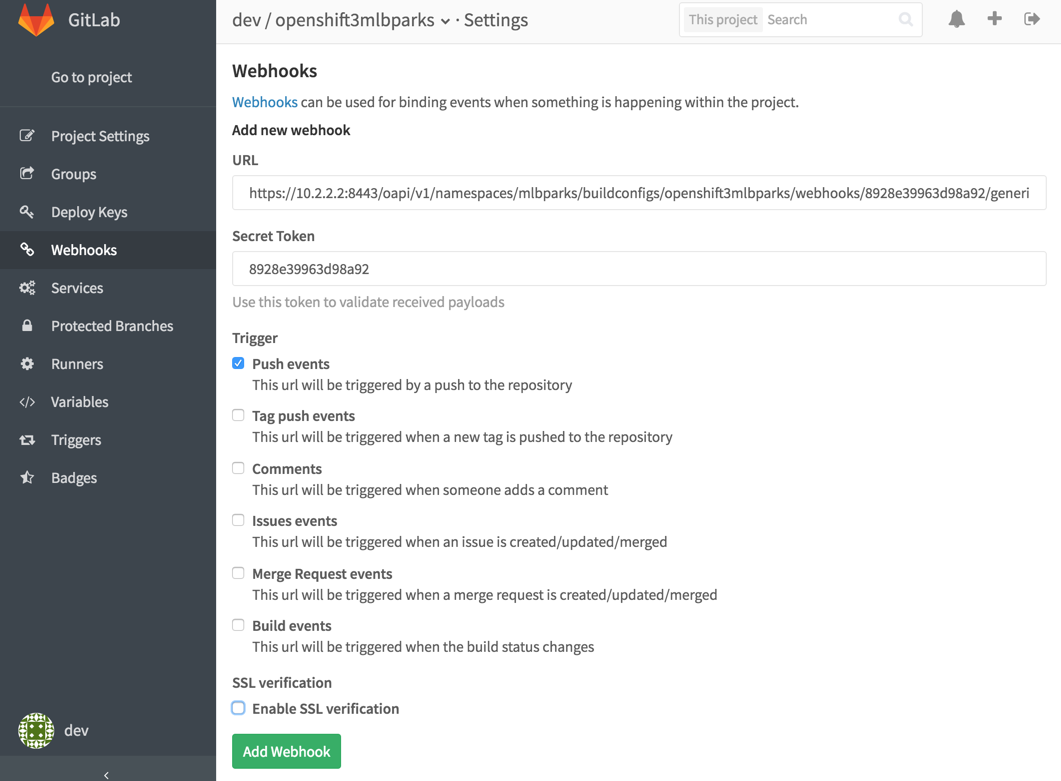 GitLab
dev / openshift3mlbparks · Settings
This project Search
Go to project
Project Settings
Groups
Deploy Keys
Webhooks
Services
Protected Branches
Runners
Variables
Triggers
Badges
dev
Webhooks
Webhooks can be used for binding events when something is happening within the project.
Add new webhook
URL
https://10.2.2.2:8443/oapi/v1/namespaces/mlbparks/buildconfigs/openshift3mlbparks/webhooks/8928e39963d98a92/generi
Secret Token
8928e39963d98a92
Use this token to validate received payloads
Trigger
Push events
This url will be triggered by a push to the repository
Tag push events
This url will be triggered when a new tag is pushed to the repository
Comments
This url will be triggered when someone adds a comment
Issues events
This url will be triggered when an issue is created/updated/merged
Merge Request events
This url will be triggered when a merge request is created/updated/merged
Build events
This url will be triggered when the build status changes
SSL verification
Enable SSL verification
Add Webhook